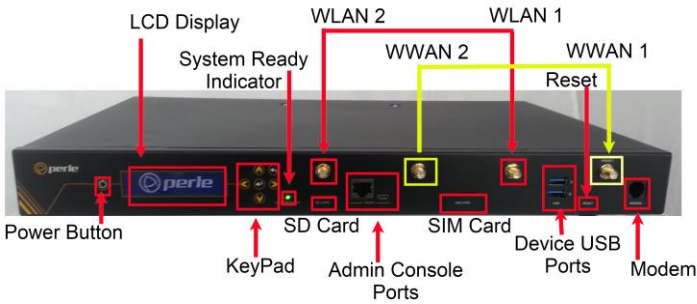 WLAN 2
WLAN 1
LCD Display
WWAN 2
WWAN 1
System Ready
Indicator
Reset
perle
perle
Power Button
SD Card
SIM Card
KeyPad
Admin Console
Ports
Device USB
Ports
Modem